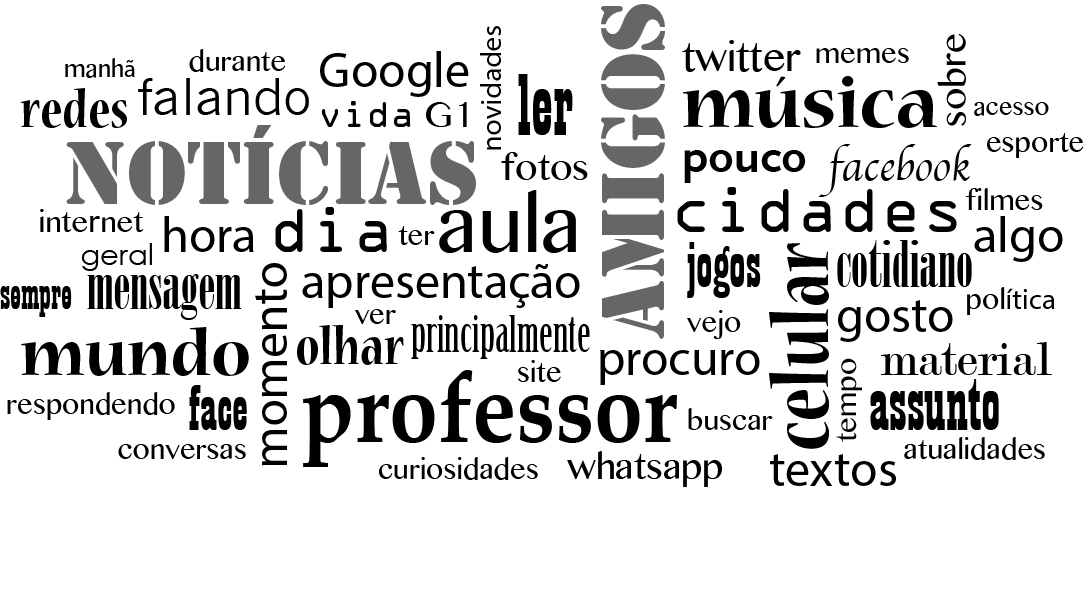 manhã
durante
Google
novidades
redes
falando
vida
G1
ler
AMIGOS
twitter
memes
sobre
música
acesso
esporte
NOTÍCIAS
fotos
pouco
facebook
internet
hora
dia
ter
aula
cidades
filmes
algo
geral
sempre
mensagem
momento
apresentação
jogos
celular
cotidiano
política
ver
mundo
olhar
principalmente
vejo
gosto
site
procuro
tempo
material
respondendo
face
professor
buscar
assunto
conversas
curiosidades
whatsapp
textos
atualidades